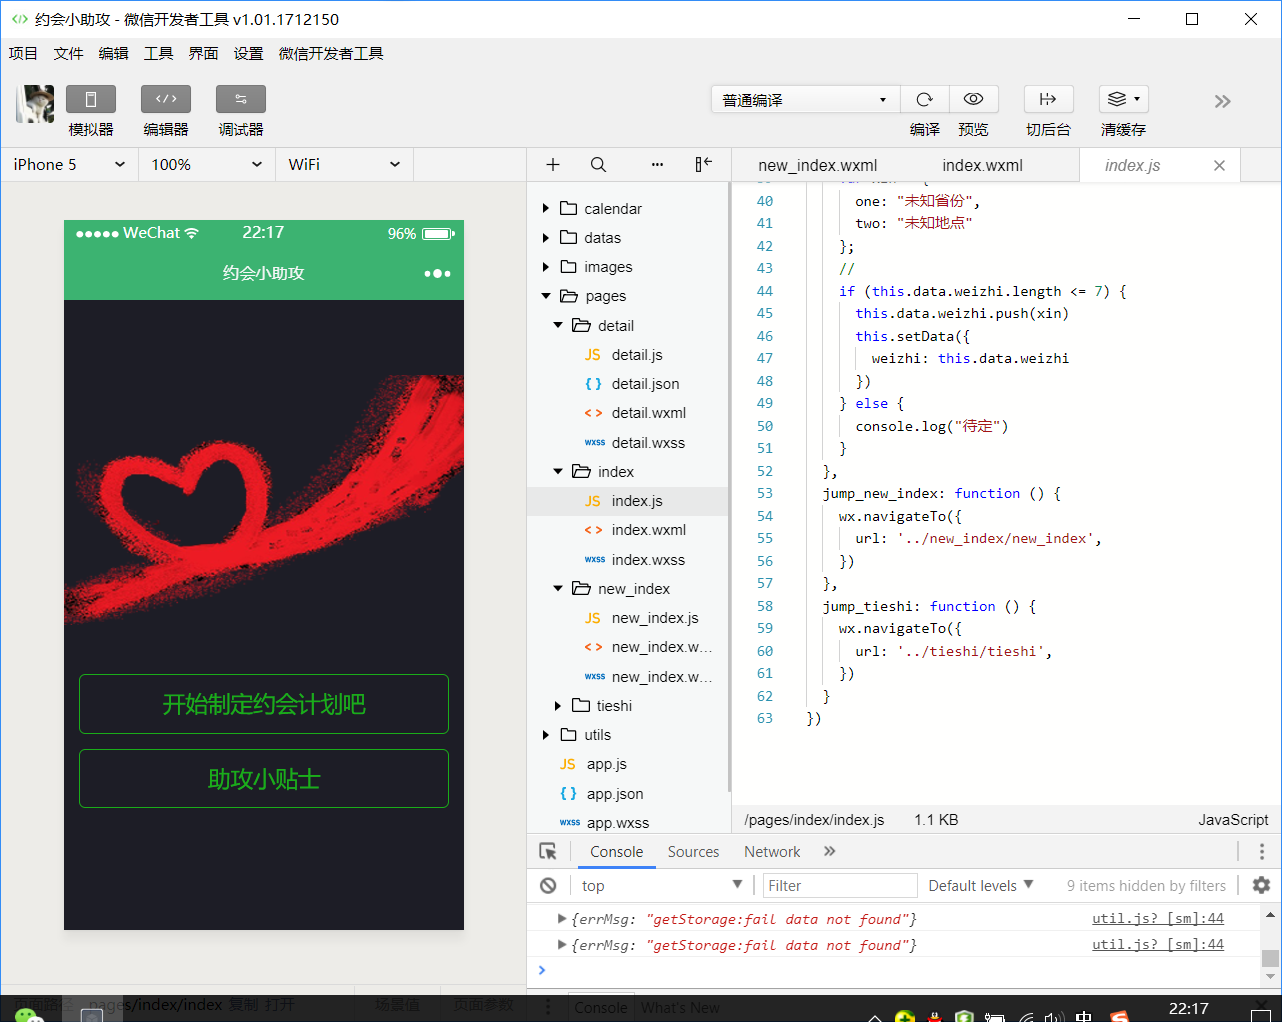 约会小助攻 - 微信开发者工具 v1.01.1712150
项目 文件 编辑 工具 界面 设置 微信开发者工具
模拟器 编辑器 调试器
普通编译
编译 预览 切后台 清缓存
iPhone 5 100% WiFi
new_index.wxml index.wxml index.js
WeChat 22:17 96%
约会小助攻
开始制定约会计划吧
助攻小贴士
calendar
datas
images
pages
detail
JS detail.js
{ } detail.json
< > detail.wxml
wxss detail.wxss
index
JS index.js
< > index.wxml
wxss index.wxss
new_index
JS new_index.js
< > new_index.w...
wxss new_index.w...
tieshi
utils
JS app.js
{ } app.json
wxss app.wxss
40 one: "未知省份",
41 two: "未知地点"
42 };
43 //
44 if (this.data.weizhi.length <= 7) {
45 this.data.weizhi.push(xin)
46 this.setData({
47 weizhi: this.data.weizhi
48 })
49 } else {
50 console.log("待定")
51 }
52 },
53 jump_new_index: function () {
54 wx.navigateTo({
55 url: '../new_index/new_index',
56 })
57 },
58 jump_tieshi: function () {
59 wx.navigateTo({
60 url: '../tieshi/tieshi',
61 })
62 }
63 })
/pages/index/index.js 1.1 KB JavaScript
Console Sources Network
top Filter Default levels 9 items hidden by filters
{errMsg: "getStorage:fail data not found"} util.js? [sm]:44
{errMsg: "getStorage:fail data not found"} util.js? [sm]:44
页面路径 pages/index/index 复制 打开 场景值 页面参数
Console What's New
中 22:17